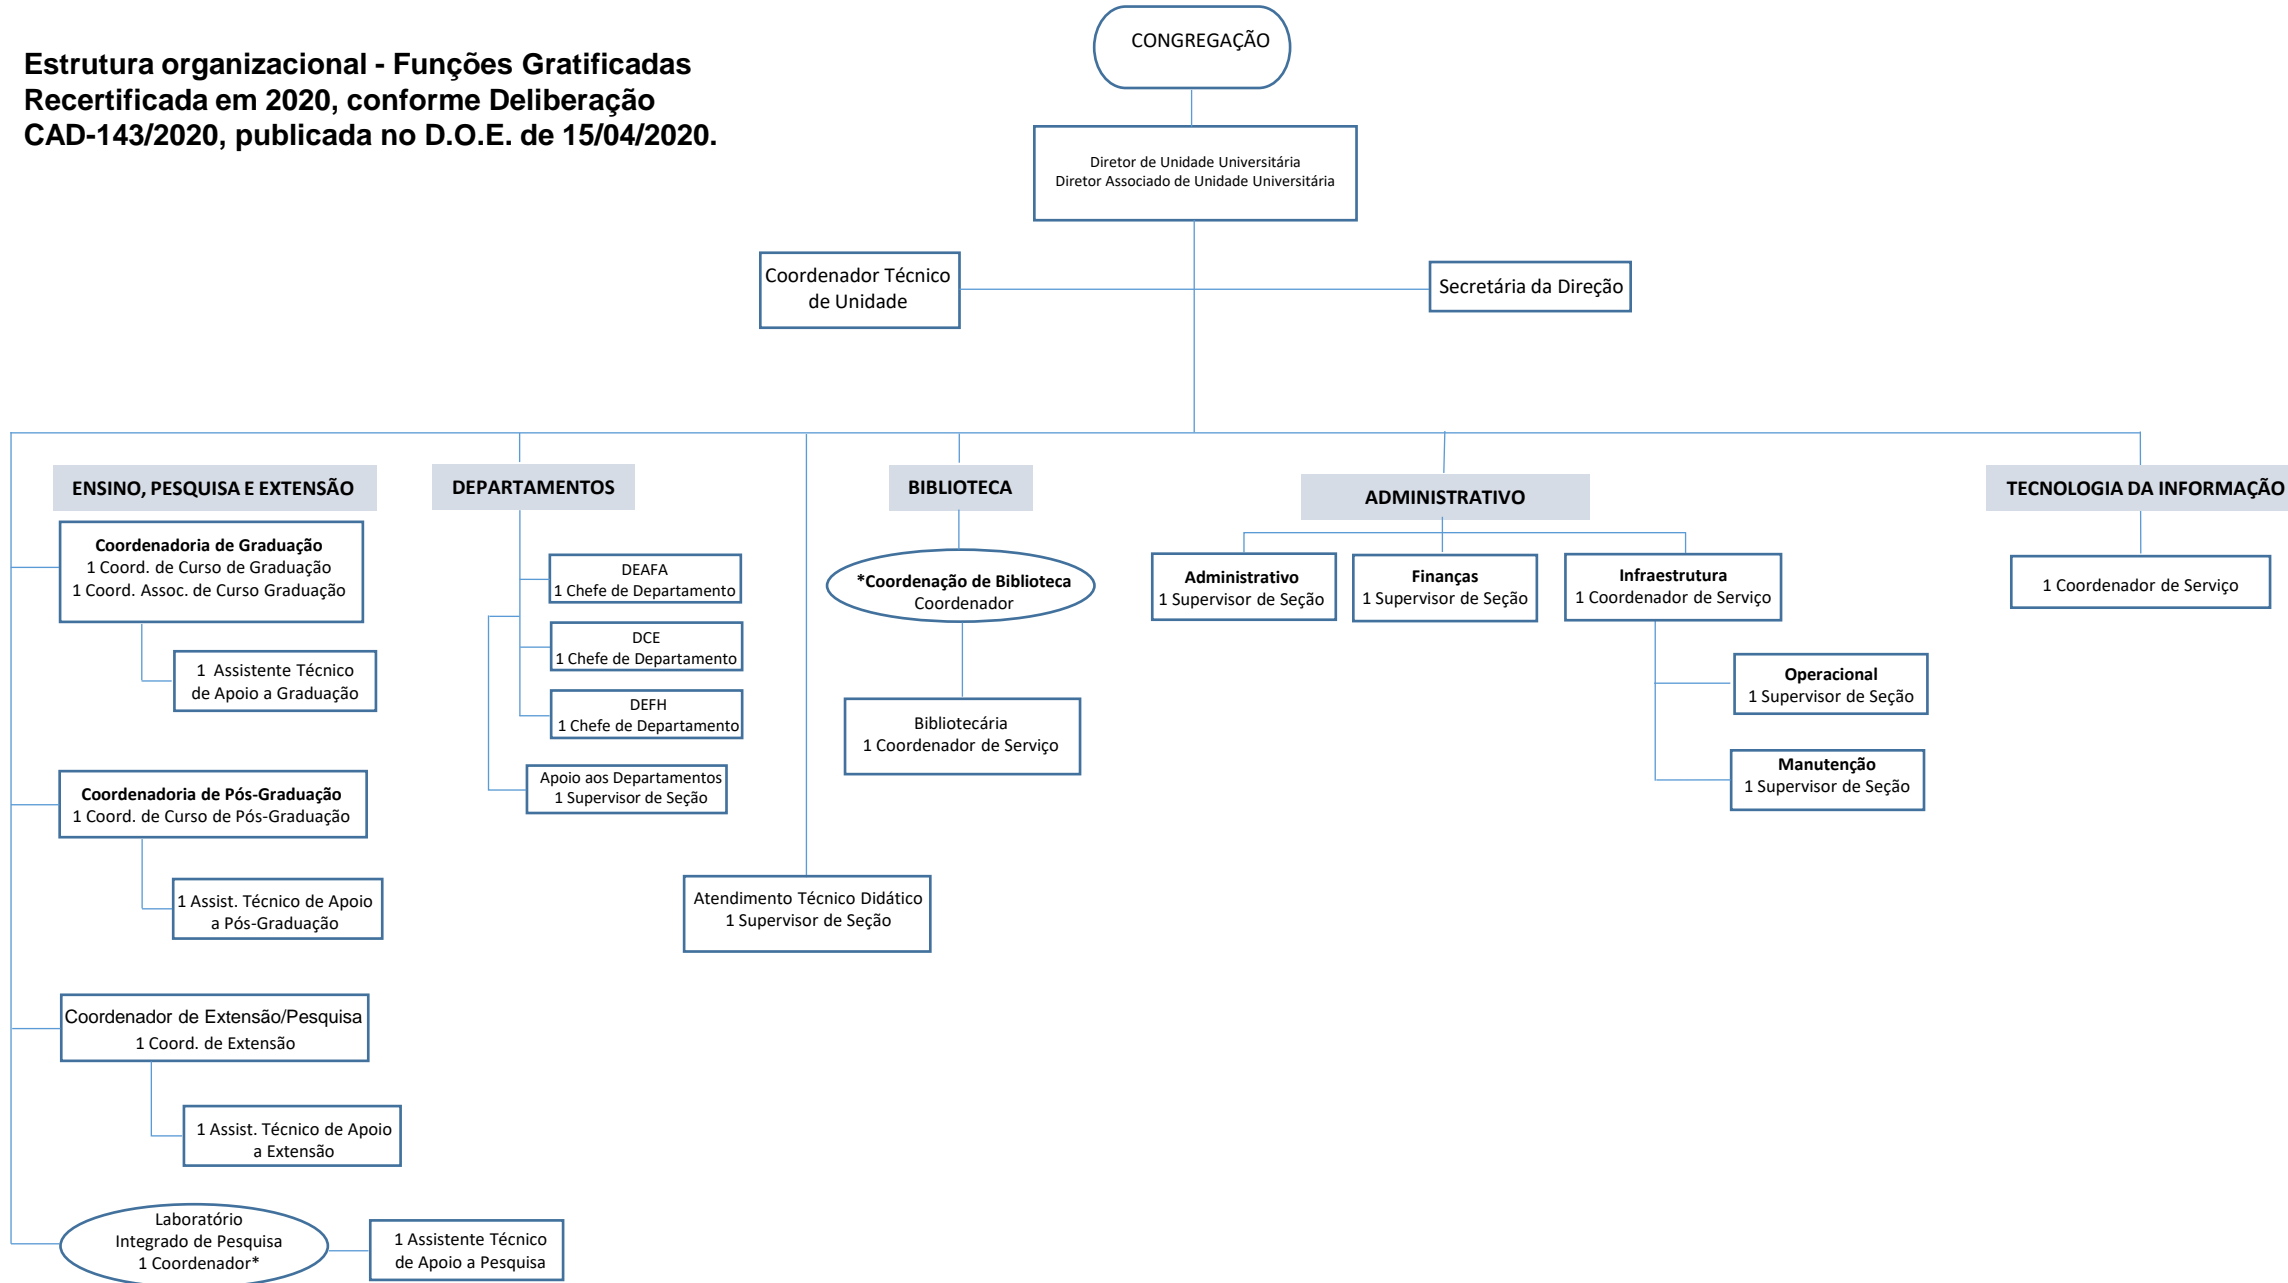 Estrutura organizacional - Funções Gratificadas
Recertificada em 2020, conforme Deliberação
CAD-143/2020, publicada no D.O.E. de 15/04/2020.
CONGREGAÇÃO
Diretor de Unidade Universitária
Diretor Associado de Unidade Universitária
Coordenador Técnico
de Unidade
Secretária da Direção
ENSINO, PESQUISA E EXTENSÃO
Coordenadoria de Graduação
1 Coord. de Curso de Graduação
1 Coord. Assoc. de Curso Graduação
1 Assistente Técnico
de Apoio a Graduação
Coordenadoria de Pós-Graduação
1 Coord. de Curso de Pós-Graduação
1 Assist. Técnico de Apoio
a Pós-Graduação
Coordenador de Extensão/Pesquisa
1 Coord. de Extensão
1 Assist. Técnico de Apoio
a Extensão
Laboratório
Integrado de Pesquisa
1 Coordenador*
1 Assistente Técnico
de Apoio a Pesquisa
DEPARTAMENTOS
DEAFA
1 Chefe de Departamento
DCE
1 Chefe de Departamento
DEFH
1 Chefe de Departamento
Apoio aos Departamentos
1 Supervisor de Seção
Atendimento Técnico Didático
1 Supervisor de Seção
BIBLIOTECA
*Coordenação de Biblioteca
Coordenador
Bibliotecária
1 Coordenador de Serviço
ADMINISTRATIVO
Administrativo
1 Supervisor de Seção
Finanças
1 Supervisor de Seção
Infraestrutura
1 Coordenador de Serviço
Operacional
1 Supervisor de Seção
Manutenção
1 Supervisor de Seção
TECNOLOGIA DA INFORMAÇÃO
1 Coordenador de Serviço